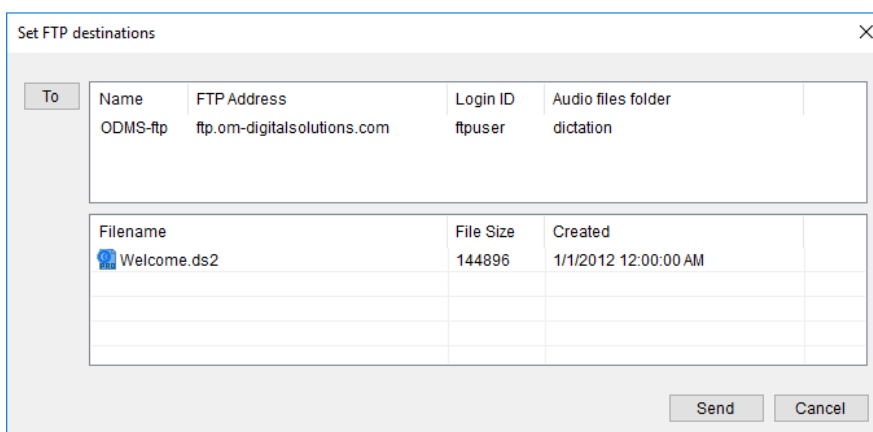 Set FTP destinations
To
Name FTP Address Login ID Audio files folder
ODMS-ftp ftp.om-digitalsolutions.com ftpuser dictation
Filename File Size Created
PRO Welcome.ds2 144896 1/1/2012 12:00:00 AM
Send Cancel